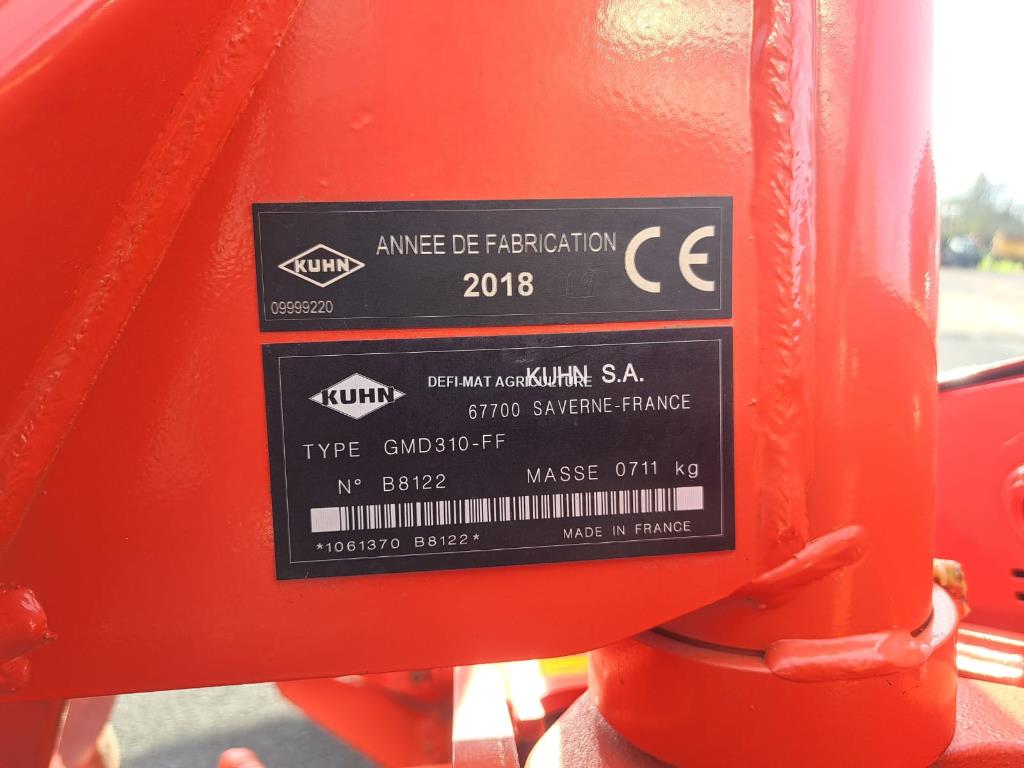 KUHN
ANNEE DE FABRICATION
2018
CE
09999220
KUHN
DEFI-MAT AGRICULTURE
KUHN S.A.
67700 SAVERNE-FRANCE
TYPE GMD310-FF
N° B8122 MASSE 0711 kg
*1061370 B8122*
MADE IN FRANCE